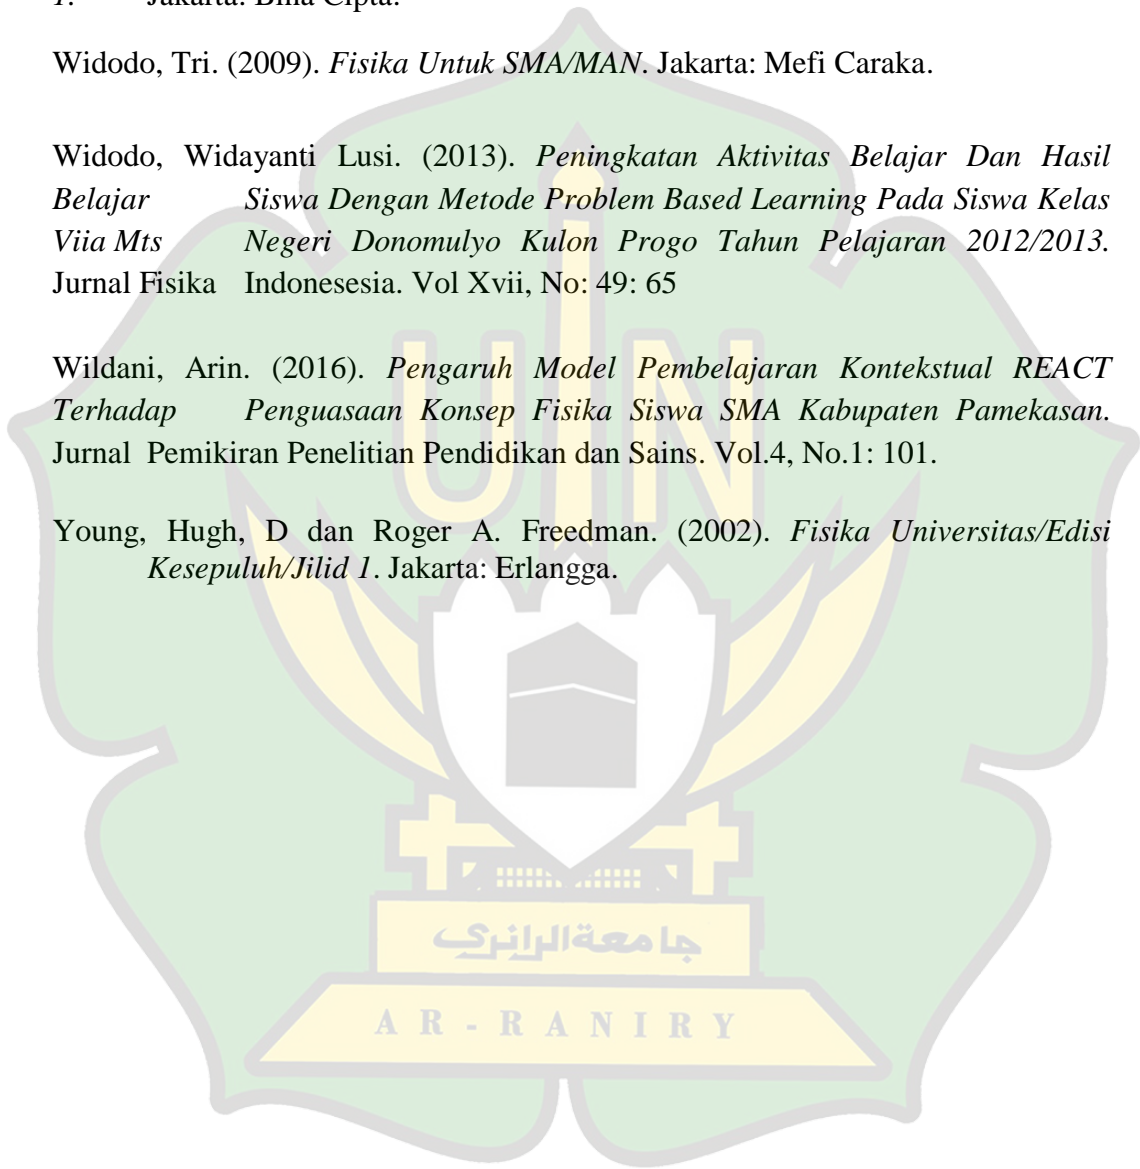 Jakarta: Bina Cipta.
Widodo, Tri. (2009). Fisika Untuk SMA/MAN. Jakarta: Mefi Caraka.
Widodo, Widayanti Lusi. (2013). Peningkatan Aktivitas Belajar Dan Hasil
Belajar Siswa Dengan Metode Problem Based Learning Pada Siswa Kelas
Viia Mts Negeri Donomulyo Kulon Progo Tahun Pelajaran 2012/2013.
Jurnal Fisika Indonesesia. Vol Xvii, No: 49: 65
Wildani, Arin. (2016). Pengaruh Model Pembelajaran Kontekstual REACT
Terhadap Penguasaan Konsep Fisika Siswa SMA Kabupaten Pamekasan.
Jurnal Pemikiran Penelitian Pendidikan dan Sains. Vol.4, No.1: 101.
Young, Hugh, D dan Roger A. Freedman. (2002). Fisika Universitas/Edisi
Kesepuluh/Jilid 1. Jakarta: Erlangga.
UIN
جامعةالرانري
AR-RANIRY